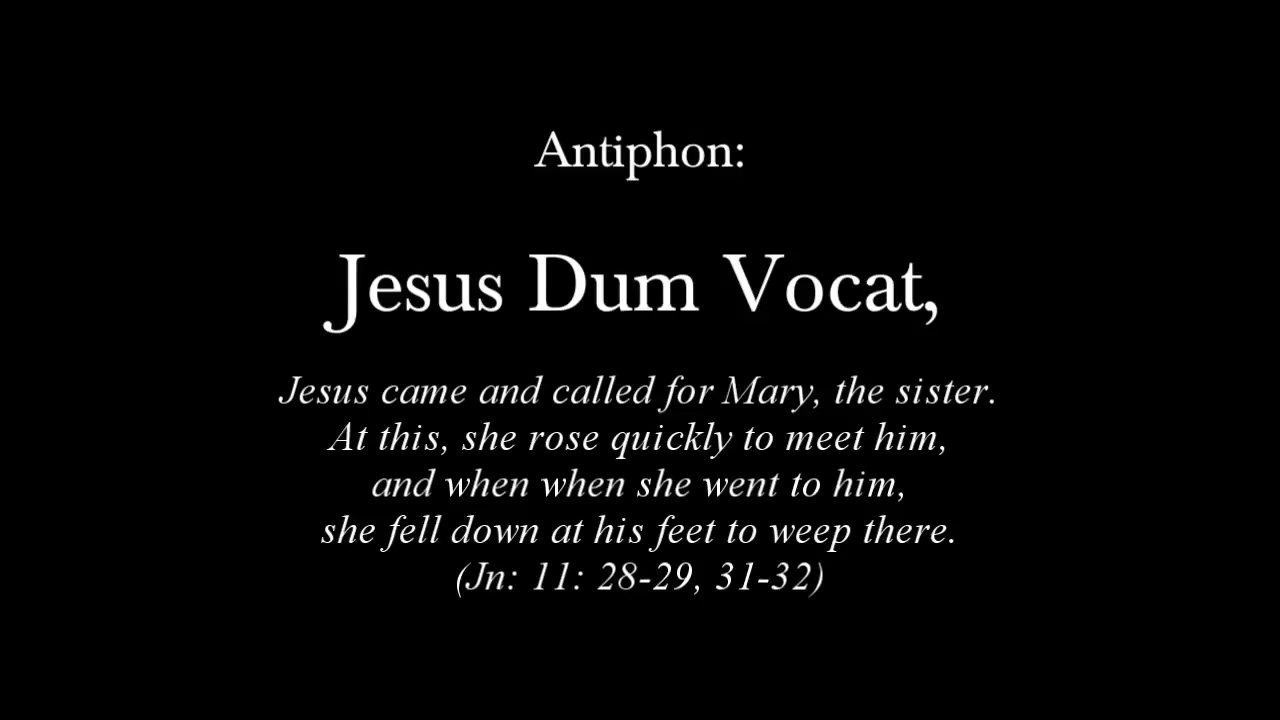 Antiphon:
Jesus Dum Vocat,
Jesus came and called for Mary, the sister.
At this, she rose quickly to meet him,
and when when she went to him,
she fell down at his feet to weep there.
(Jn: 11: 28-29, 31-32)